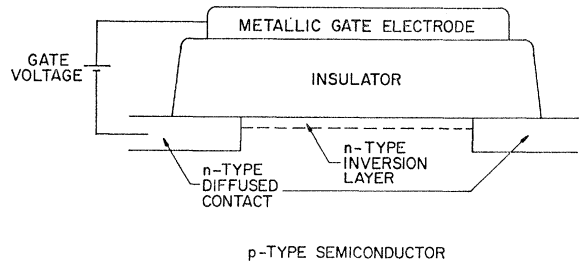 METALLIC GATE ELECTRODE
GATE
VOLTAGE
INSULATOR
n-TYPE
DIFFUSED
CONTACT
n-TYPE
INVERSION
LAYER
p-TYPE SEMICONDUCTOR